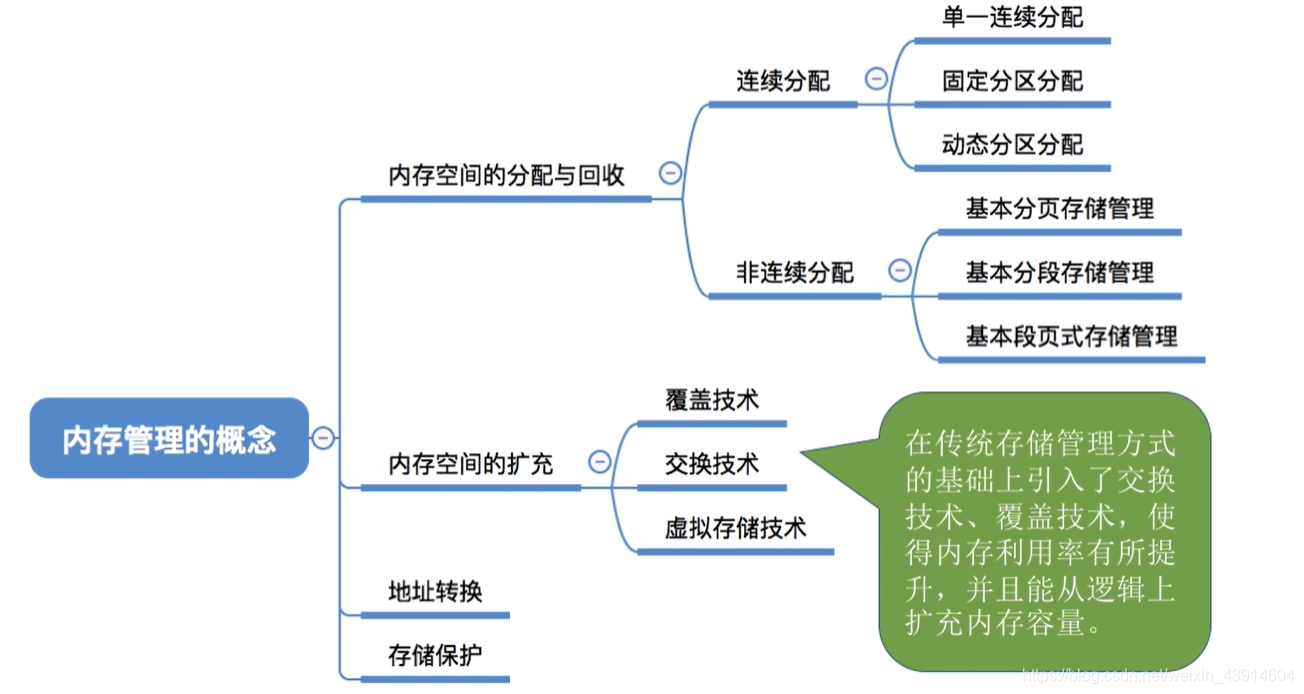 单一连续分配
连续分配
固定分区分配
动态分区分配
内存空间的分配与回收
基本分页存储管理
非连续分配
基本分段存储管理
基本段页式存储管理
内存管理的概念
覆盖技术
内存空间的扩充
交换技术
虚拟存储技术
在传统存储管理方式
的基础上引入了交换
技术、覆盖技术，使
得内存利用率有所提
升，并且能从逻辑上
扩充内存容量。
地址转换
存储保护
https://blog.csdn.net/weixin_43914604